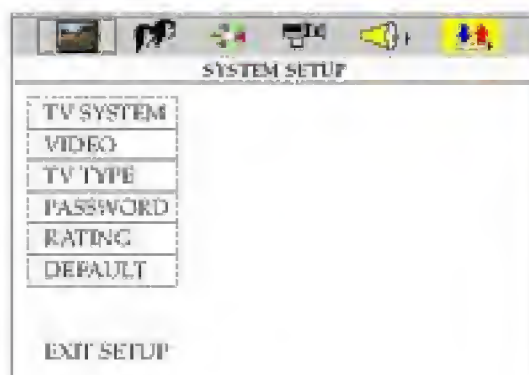 SYSTEM SETUP
TV SYSTEM
VIDEO
TV TYPE
PASSWORD
RATING
DEFAULT
EXIT SETUP